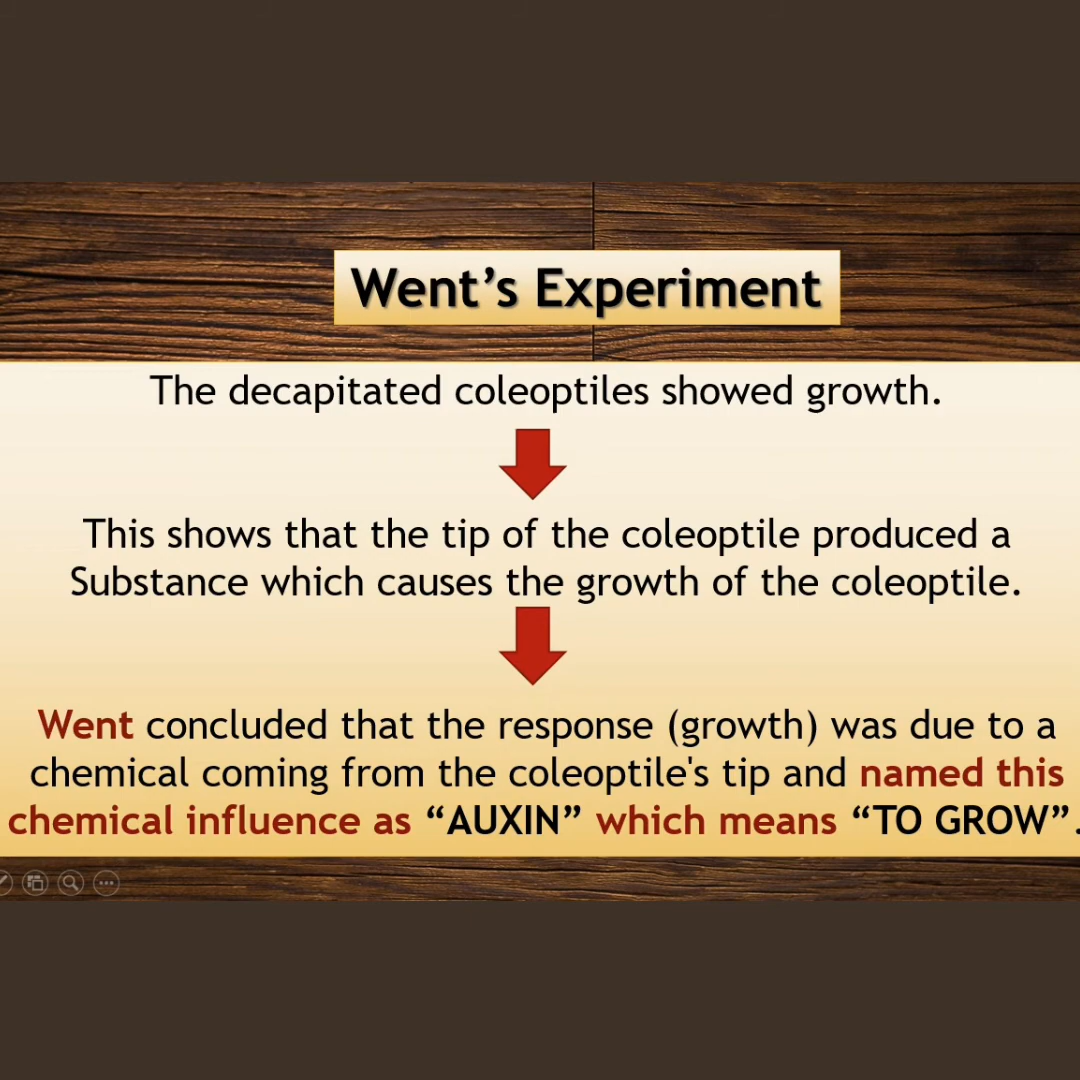 Went’s Experiment
The decapitated coleoptiles showed growth.
This shows that the tip of the coleoptile produced a
Substance which causes the growth of the coleoptile.
Went concluded that the response (growth) was due to a
chemical coming from the coleoptile's tip and named this
chemical influence as “AUXIN” which means “TO GROW”.